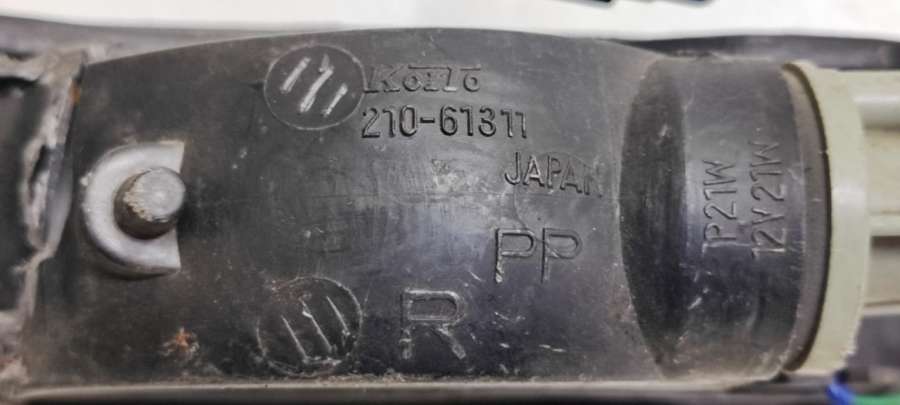 KOITO
210-61311
JAPAN
PP
R
P21W
12V21W